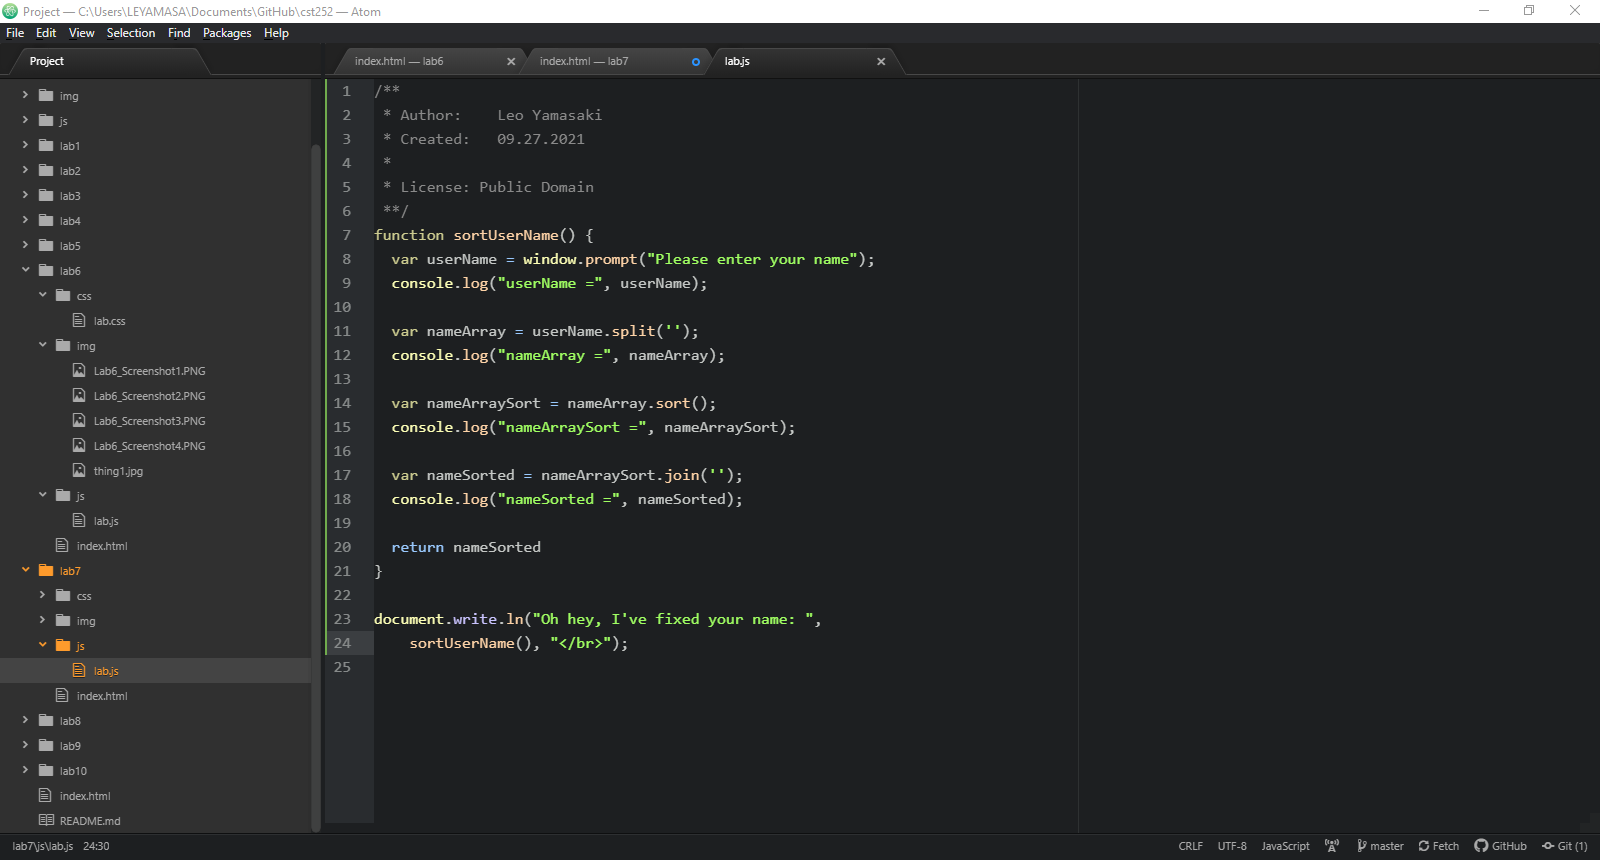 Project — C:\Users\LEYAMASA\Documents\GitHub\cst252 — Atom
File Edit View Selection Find Packages Help
Project
index.html — lab6
index.html — lab7
lab.js
img
js
lab1
lab2
lab3
lab4
lab5
lab6
css
lab.css
img
Lab6_Screenshot1.PNG
Lab6_Screenshot2.PNG
Lab6_Screenshot3.PNG
Lab6_Screenshot4.PNG
thing1.jpg
js
lab.js
index.html
lab7
css
img
js
lab.js
index.html
lab8
lab9
lab10
index.html
README.md
1 /**
2  * Author:    Leo Yamasaki
3  * Created:   09.27.2021
4  *
5  * License: Public Domain
6  **/
7 function sortUserName() {
8   var userName = window.prompt("Please enter your name");
9   console.log("userName =", userName);
10
11   var nameArray = userName.split('');
12   console.log("nameArray =", nameArray);
13
14   var nameArraySort = nameArray.sort();
15   console.log("nameArraySort =", nameArraySort);
16
17   var nameSorted = nameArraySort.join('');
18   console.log("nameSorted =", nameSorted);
19
20   return nameSorted
21 }
22
23 document.write.ln("Oh hey, I've fixed your name: ",
24     sortUserName(), "</br>");
25
lab7\js\lab.js 24:30
CRLF UTF-8 JavaScript master Fetch GitHub Git (1)